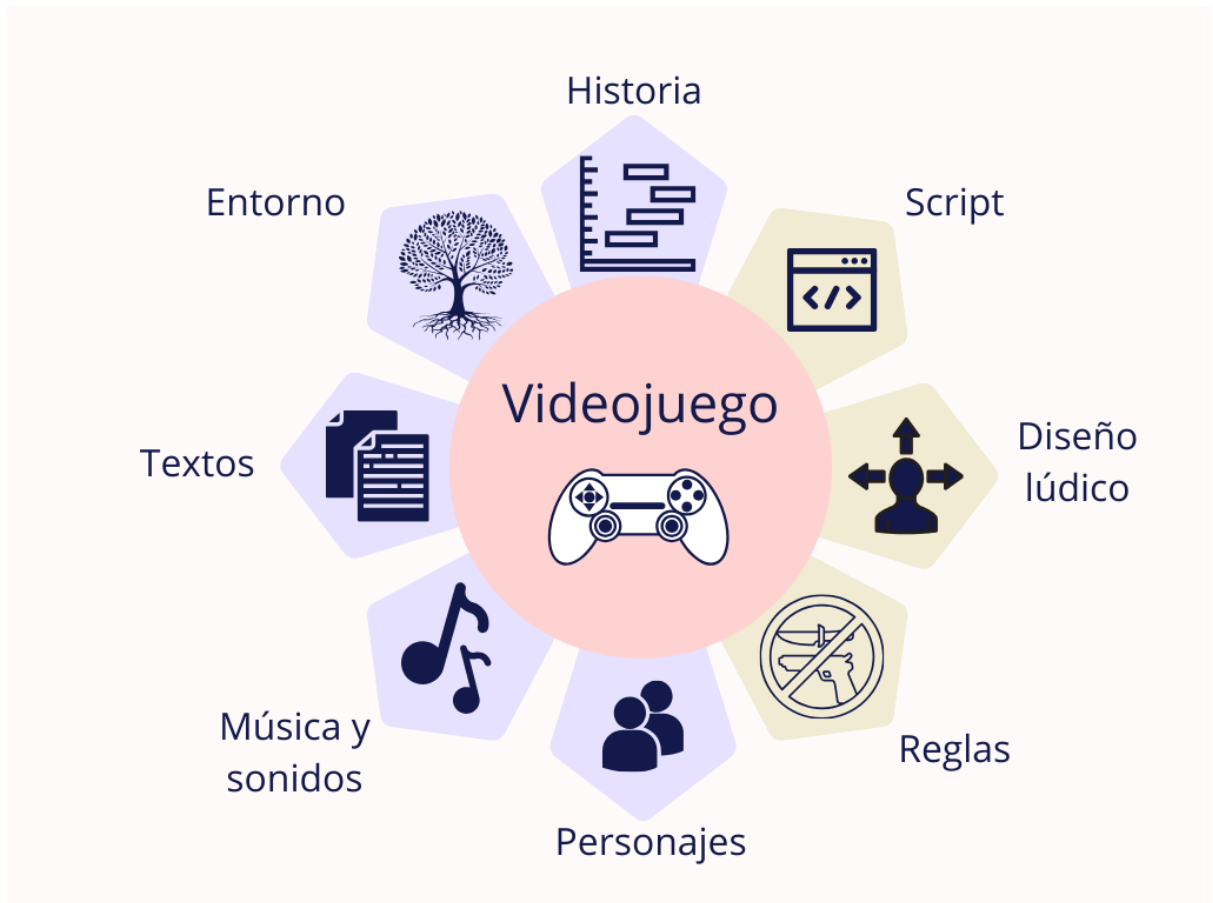 Historia
Entorno
Script
Videojuego
Diseño
lúdico
Textos
Música y
sonidos
Reglas
Personajes